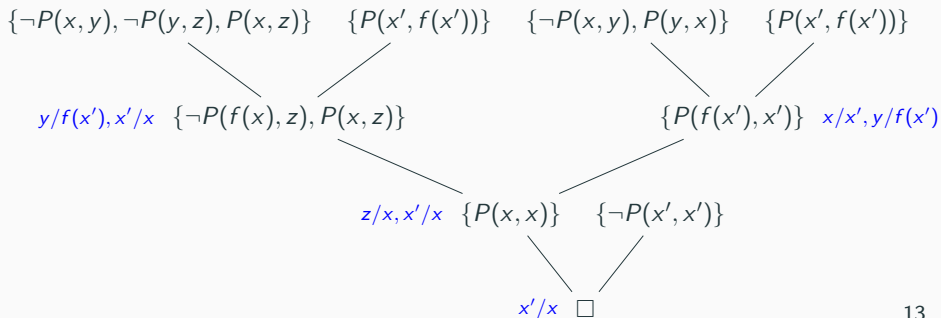 {¬P(x, y), ¬P(y, z), P(x, z)} {P(x′, f(x′))} {¬P(x, y), P(y, x)} {P(x′, f(x′))}
y/f(x′), x′/x {¬P(f(x), z), P(x, z)} {P(f(x′), x′)} x/x′, y/f(x′)
z/x, x′/x {P(x, x)} {¬P(x′, x′)}
x′/x □
13